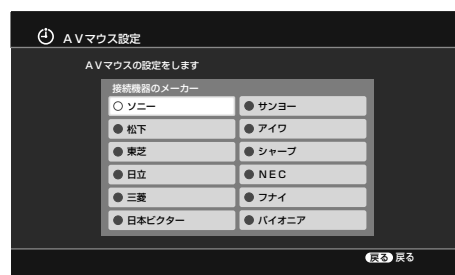 AVマウス設定
AVマウスの設定をします
接続機器のメーカー
ソニー
サンヨー
松下
アイワ
東芝
シャープ
日立
NEC
三菱
フナイ
日本ビクター
パイオニア
戻る 戻る